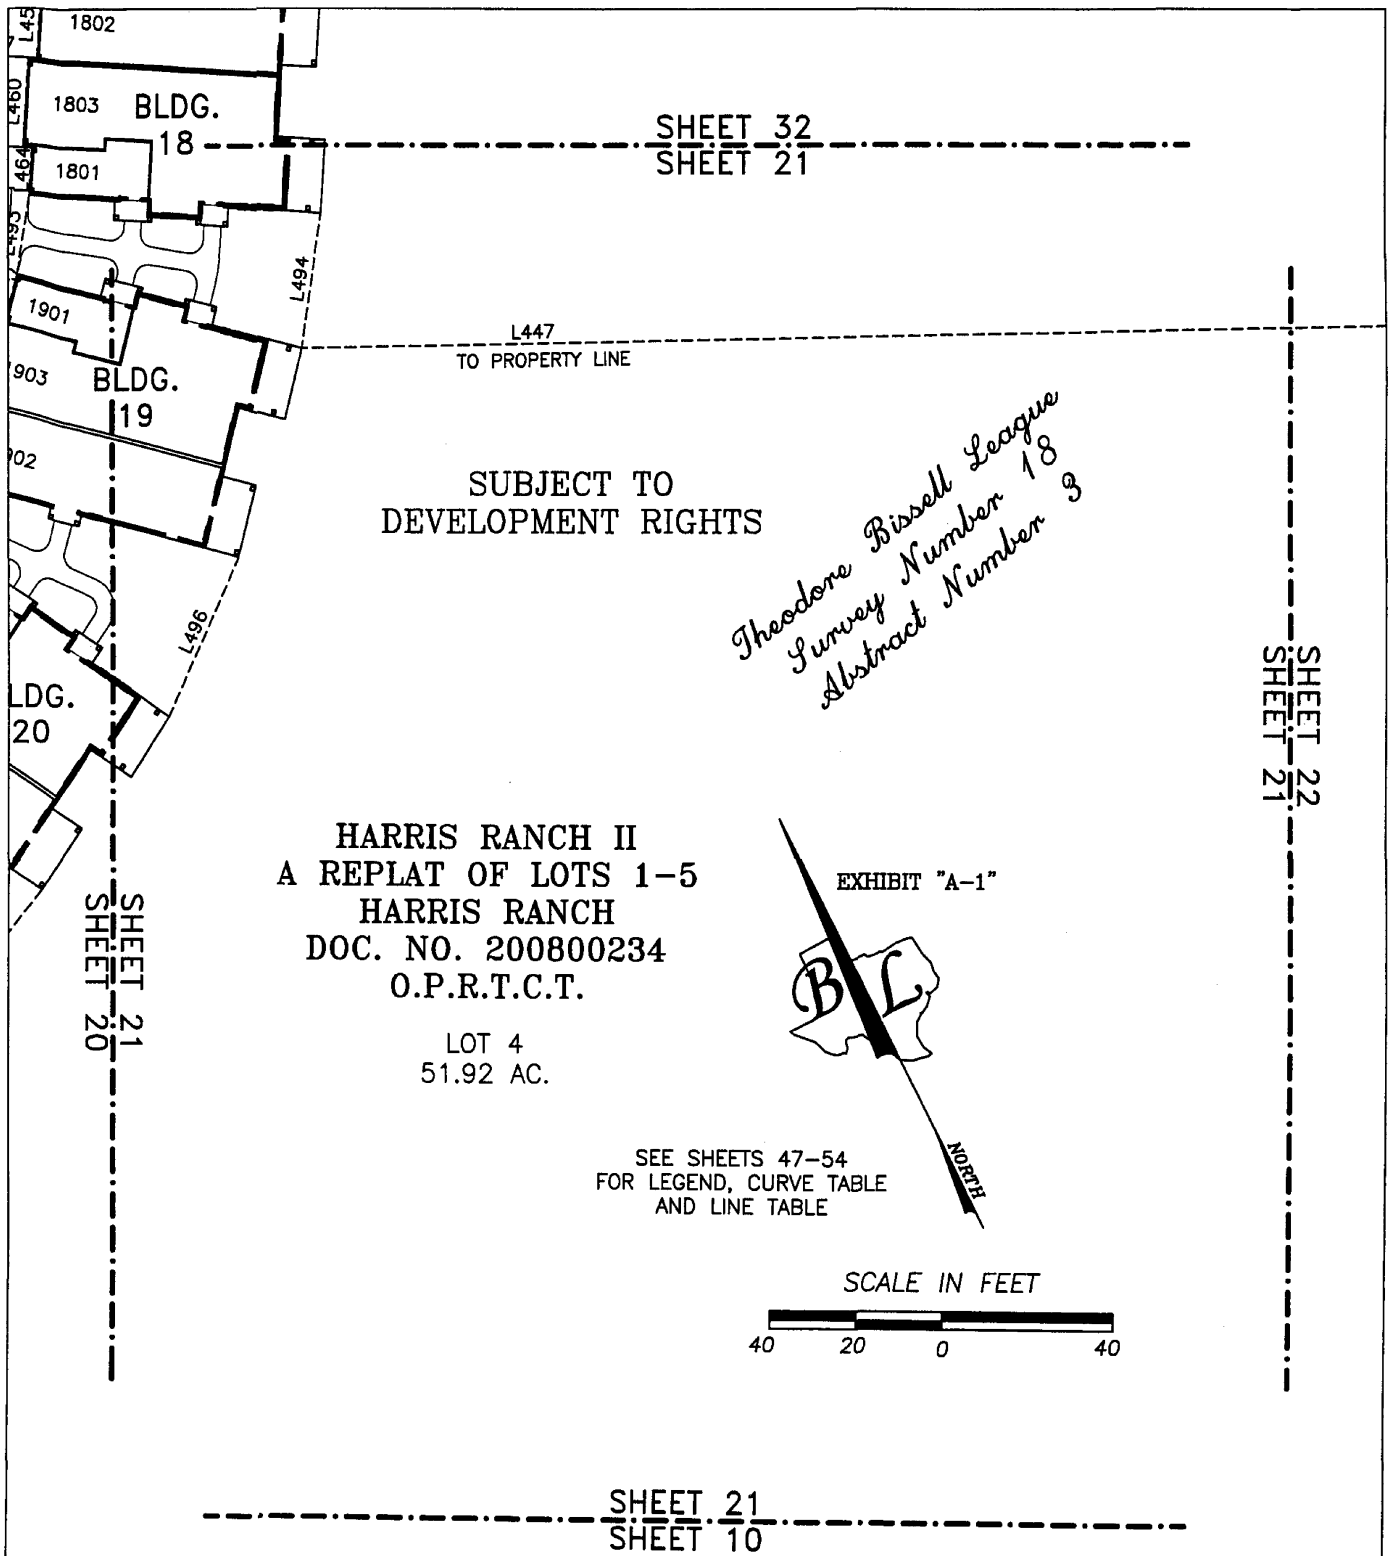 L45
1802
L460
1803
BLDG.
18
464
1801
SHEET 32
SHEET 21
L493
L494
1901
L447
TO PROPERTY LINE
1903
BLDG.
19
902
SUBJECT TO
DEVELOPMENT RIGHTS
Theodore Bissell League
Survey Number 18
Abstract Number 3
L496
LDG.
20
SHEET 22
SHEET 21
HARRIS RANCH II
A REPLAT OF LOTS 1-5
HARRIS RANCH
DOC. NO. 200800234
O.P.R.T.C.T.
EXHIBIT "A-1"
SHEET 21
SHEET 20
B L
LOT 4
51.92 AC.
SEE SHEETS 47-54
FOR LEGEND, CURVE TABLE
AND LINE TABLE
NORTH
SCALE IN FEET
40 20 0 40
SHEET 21
SHEET 10